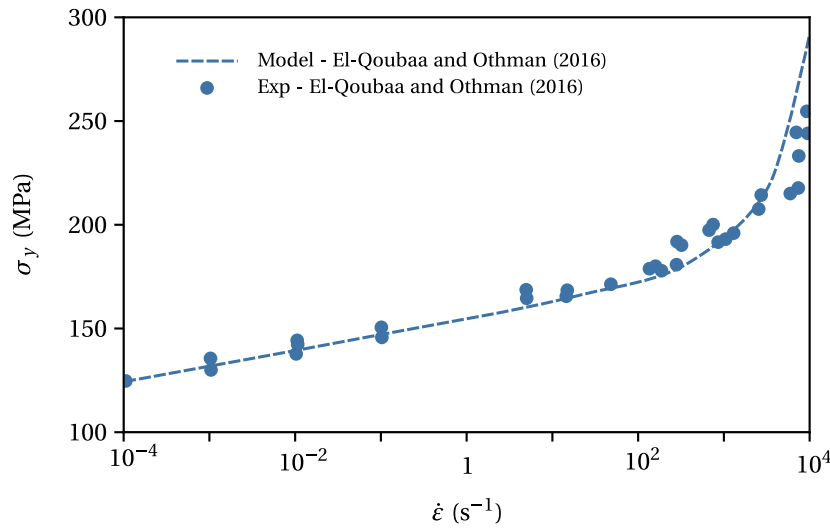 300
250
200
150
100
σy (MPa)
Model - El-Qoubaa and Othman (2016)
Exp - El-Qoubaa and Othman (2016)
10⁻⁴
10⁻²
1
10²
10⁴
ε̇ (s⁻¹)